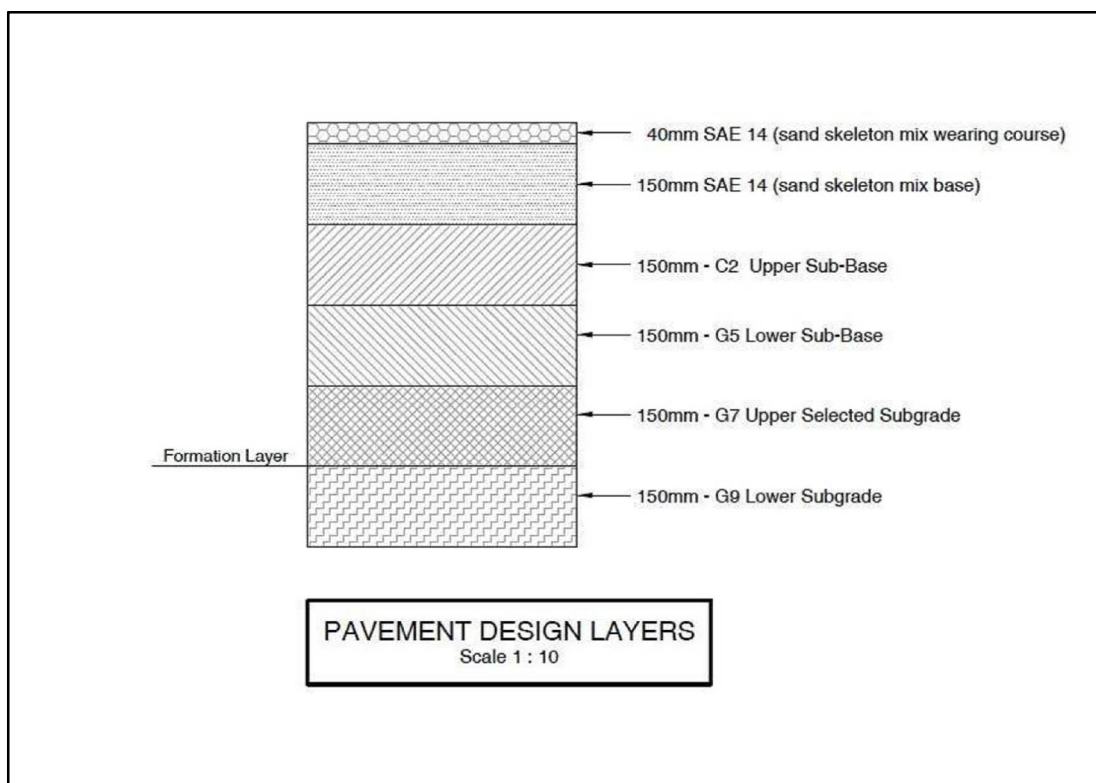 40mm SAE 14 (sand skeleton mix wearing course)
150mm SAE 14 (sand skeleton mix base)
150mm - C2 Upper Sub-Base
150mm - G5 Lower Sub-Base
150mm - G7 Upper Selected Subgrade
Formation Layer
150mm - G9 Lower Subgrade
PAVEMENT DESIGN LAYERS
Scale 1 : 10